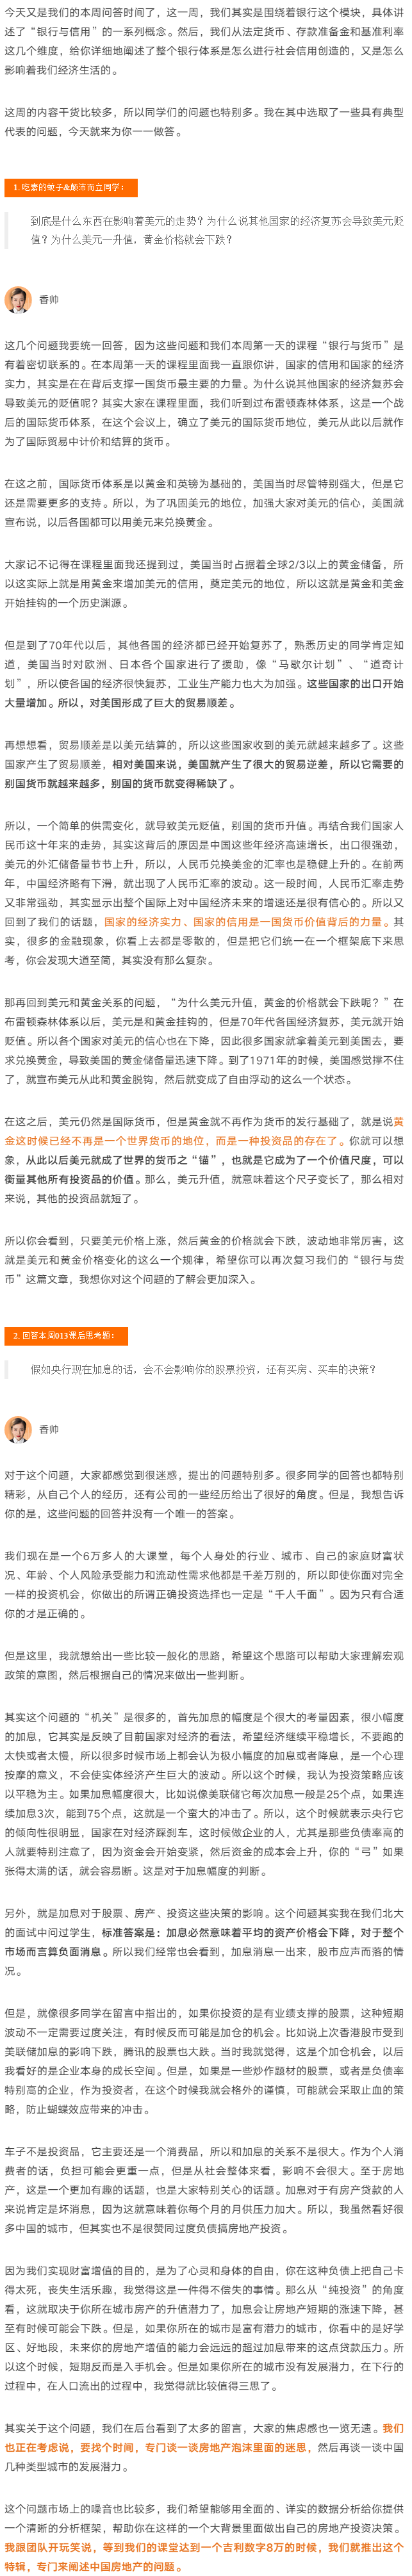 今天又是我们的本周问答时间了，这一周，我们其实是围绕着银行这个模块，具体讲
述了“银行与信用”的一系列概念。然后，我们从法定货币、存款准备金和基准利率
这几个维度，给你详细地阐述了整个银行体系是怎么进行社会信用创造的，又是怎么
影响着我们经济生活的。
这周的内容干货比较多，所以同学们的问题也特别多。我在其中选取了一些具有典型
代表的问题，今天就来为你一一做答。
1. 吃素的蚊子&颠沛而立同学：
到底是什么东西在影响着美元的走势？为什么说其他国家的经济复苏会导致美元贬
值？为什么美元一升值，黄金价格就会下跌？
香帅
这几个问题我要统一回答，因为这些问题和我们本周第一天的课程“银行与货币”是
有着密切联系的。在本周第一天的课程里面我一直跟你讲，国家的信用和国家的经济
实力，其实是在在背后支撑一国货币最主要的力量。为什么说其他国家的经济复苏会
导致美元的贬值呢？其实大家在课程里面，我们听到过布雷顿森林体系，这是一个战
后的国际货币体系，在这个会议上，确立了美元的国际货币地位，美元从此以后就作
为了国际贸易中计价和结算的货币。
在这之前，国际货币体系是以黄金和英镑为基础的，美国当时尽管特别强大，但是它
还是需要更多的支持。所以，为了巩固美元的地位，加强大家对美元的信心，美国就
宣布说，以后各国都可以用美元来兑换黄金。
大家记不记得在课程里面我还提到过，美国当时占据着全球2/3以上的黄金储备，所
以这实际上就是用黄金来增加美元的信用，奠定美元的地位，所以这就是黄金和美金
开始挂钩的一个历史渊源。
但是到了70年代以后，其他各国的经济都已经开始复苏了，熟悉历史的同学肯定知
道，美国当时对欧洲、日本各个国家进行了援助，像“马歇尔计划”、“道奇计
划”，所以使各国的经济很快复苏，工业生产能力也大为加强。这些国家的出口开始
大量增加。所以，对美国形成了巨大的贸易顺差。
再想想看，贸易顺差是以美元结算的，所以这些国家收到的美元就越来越多了。这些
国家产生了贸易顺差，相对美国来说，美国就产生了很大的贸易逆差，所以它需要的
别国货币就越来越多，别国的货币就变得稀缺了。
所以，一个简单的供需变化，就导致美元贬值，别国的货币升值。再结合我们国家人
民币这十年来的走势，其实这背后的原因是中国这些年经济高速增长，出口很强劲，
美元的外汇储备量节节上升，所以，人民币兑换美金的汇率也是稳健上升的。在前两
年，中国经济略有下滑，就出现了人民币汇率的波动。这一段时间，人民币汇率走势
又非常强劲，其实显示出整个国际上对中国经济未来的增速还是很有信心的。所以又
回到了我们的话题，国家的经济实力、国家的信用是一国货币价值背后的力量。其
实，很多的金融现象，你看上去都是零散的，但是把它们统一在一个框架底下来思
考，你会发现大道至简，其实没有那么复杂。
那再回到美元和黄金关系的问题，“为什么美元升值，黄金的价格就会下跌呢？”在
布雷顿森林体系以后，美元是和黄金挂钩的，但是70年代各国经济复苏，美元就开始
贬值。所以各个国家对美元的信心也在下降，因此很多国家就拿着美元到美国去，要
求兑换黄金，导致美国的黄金储备量迅速下降。到了1971年的时候，美国感觉撑不住
了，就宣布美元从此和黄金脱钩，然后就变成了自由浮动的这么一个状态。
在这之后，美元仍然是国际货币，但是黄金就不再作为货币的发行基础了，就是说黄
金这时候已经不再是一个世界货币的地位，而是一种投资品的存在了。你就可以想
象，从此以后美元就成了世界的货币之“锚”，也就是它成为了一个价值尺度，可以
衡量其他所有投资品的价值。那么，美元升值，就意味着这个尺子变长了，那么相对
来说，其他的投资品就短了。
所以你会看到，只要美元价格上涨，然后黄金的价格就会下跌，波动地非常厉害，这
就是美元和黄金价格变化的这么一个规律，希望你可以再次复习我们的“银行与货
币”这篇文章，我想你对这个问题的了解会更加深入。
2. 回答本周013课后思考题：
假如央行现在加息的话，会不会影响你的股票投资，还有买房、买车的决策？
香帅
对于这个问题，大家都感觉到很迷惑，提出的问题特别多。很多同学的回答也都特别
精彩，从自己个人的经历，还有公司的一些经历给出了很好的角度。但是，我想告诉
你的是，这些问题的回答并没有一个唯一的答案。
我们现在是一个6万多人的大课堂，每个人身处的行业、城市、自己的家庭财富状
况、年龄、个人风险承受能力和流动性需求他都是千差万别的，所以即使你面对完全
一样的投资机会，你做出的所谓正确投资选择也一定是“千人千面”。因为只有合适
你的才是正确的。
但是这里，我就想给出一些比较一般化的思路，希望这个思路可以帮助大家理解宏观
政策的意图，然后根据自己的情况来做出一些判断。
其实这个问题的“机关”是很多的，首先加息的幅度是个很大的考量因素，很小幅度
的加息，它其实是反映了目前国家对经济的看法，希望经济继续平稳增长，不要跑的
太快或者太慢，所以很多时候市场上都会认为极小幅度的加息或者降息，是一个心理
按摩的意义，不会使实体经济产生巨大的波动。所以这个时候，我认为投资策略应该
以平稳为主。如果加息幅度很大，比如说像美联储它每次加息一般是25个点，如果连
续加息3次，能到75个点，这就是一个蛮大的冲击了。所以，这个时候就表示央行它
的倾向性很明显，国家在对经济踩刹车，这时候做企业的人，尤其是那些负债率高的
人就要特别注意了，因为资金会开始变紧，然后资金的成本会上升，你的“弓”如果
张得太满的话，就会容易断。这是对于加息幅度的判断。
另外，就是加息对于股票、房产、投资这些决策的影响。这个问题其实我在我们北大
的面试中问过学生，标准答案是：加息必然意味着平均的资产价格会下降，对于整个
市场而言算负面消息。所以我们经常也会看到，加息消息一出来，股市应声而落的情
况。
但是，就像很多同学在留言中指出的，如果你投资的是有业绩支撑的股票，这种短期
波动不一定需要过度关注，有时候反而可能是加仓的机会。比如说上次香港股市受到
美联储加息的影响下跌，腾讯的股票也大跌。当时我就觉得，这是个加仓机会，以后
我看好的是企业本身的成长空间。但是，如果是一些炒作题材的股票，或者是负债率
特别高的企业，作为投资者，在这个时候我就会格外的谨慎，可能就会采取止血的策
略，防止蝴蝶效应带来的冲击。
车子不是投资品，它主要还是一个消费品，所以和加息的关系不是很大。作为个人消
费者的话，负担可能会更重一点，但是从社会整体来看，影响不会很大。至于房地
产，这是一个更加有趣的话题，也是大家特别关心的话题。加息对于有房产贷款的人
来说肯定是坏消息，因为这就意味着你每个月的月供压力加大。所以，我虽然看好很
多中国的城市，但其实也不是很赞同过度负债搞房地产投资。
因为我们实现财富增值的目的，是为了心灵和身体的自由，你在这种负债上把自己卡
得太死，丧失生活乐趣，我觉得这是一件得不偿失的事情。那么从“纯投资”的角度
看，这就取决于你所在城市房产的升值潜力了，加息会让房地产短期的涨速下降，甚
至有时候可能会下跌。但是，如果你所在的城市是富有潜力的城市，你看中的是好学
区、好地段，未来你的房地产增值的能力会远远的超过加息带来的这点贷款压力。所
以这个时候，短期反而是入手机会。但是如果你所在的城市没有发展潜力，在下行的
过程中，在人口流出的过程中，我觉得就比较值得三思了。
其实关于这个问题，我们在后台看到了太多的留言，大家的焦虑感也一览无遗。我们
也正在考虑说，要找个时间，专门谈一谈房地产泡沫里面的迷思，然后再谈一谈中国
几种类型城市的发展潜力。
这个问题市场上的噪音也比较多，我们希望能够用全面的、详实的数据分析给你提供
一个清晰的分析框架，帮助你在这样的一个大背景里面做出自己的房地产投资决策。
我跟团队开玩笑说，等到我们的课堂达到一个吉利数字8万的时候，我们就推出这个
特辑，专门来阐述中国房地产的问题。